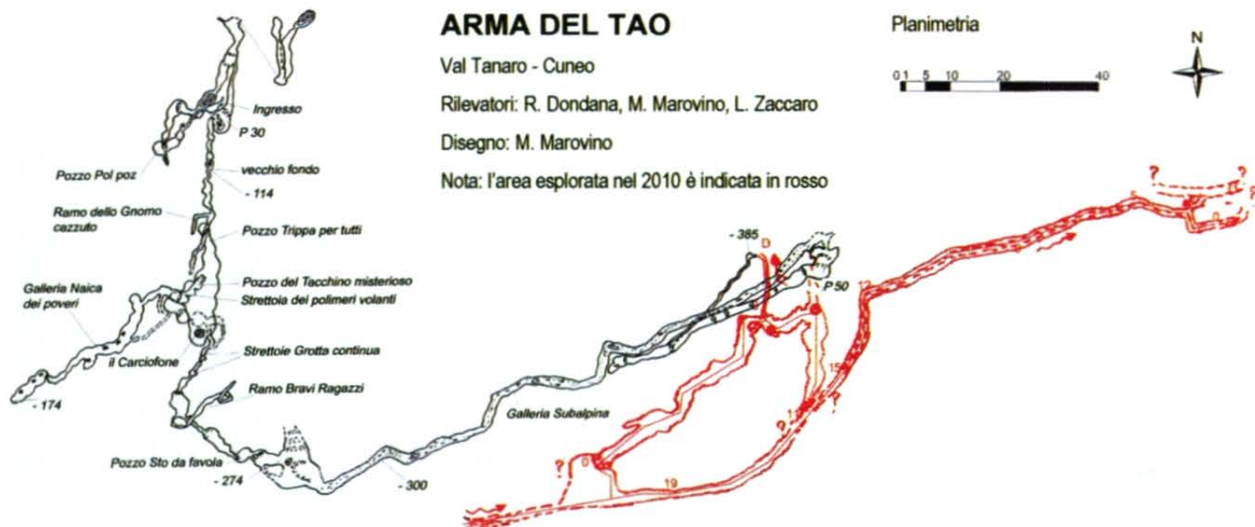 ARMA DEL TAO
Val Tanaro - Cuneo
Rilevatori: R. Dondana, M. Marovino, L. Zaccaro
Disegno: M. Marovino
Nota: l'area esplorata nel 2010 è indicata in rosso
Planimetria
0 1 5 10 20 40
N
Ingresso
P 30
Pozzo Pol poz
vecchio fondo
- 114
Ramo dello Gnomo
cazzuto
Pozzo Trippa per tutti
Pozzo del Tacchino misterioso
Strettoia dei polimeri volanti
Galleria Naica
dei poveri
il Carciofone
Strettoie Grotta continua
- 174
Ramo Bravi Ragazzi
Pozzo Sto da favola
- 274
- 300
Galleria Subalpina
- 385
D
P 50
? ? ?
?
12
15
?
?
?
19